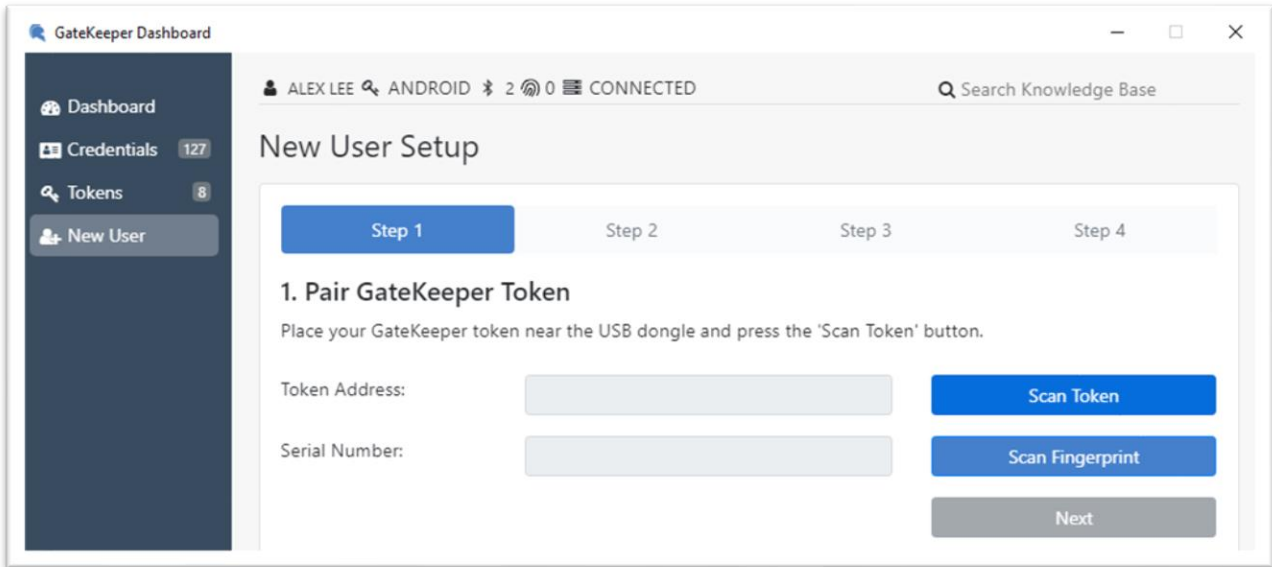 GateKeeper Dashboard
ALEX LEE ANDROID 2 0 CONNECTED
Search Knowledge Base
Dashboard
Credentials 127
Tokens 8
New User
New User Setup
Step 1 Step 2 Step 3 Step 4
1. Pair GateKeeper Token
Place your GateKeeper token near the USB dongle and press the 'Scan Token' button.
Token Address:
Scan Token
Serial Number:
Scan Fingerprint
Next